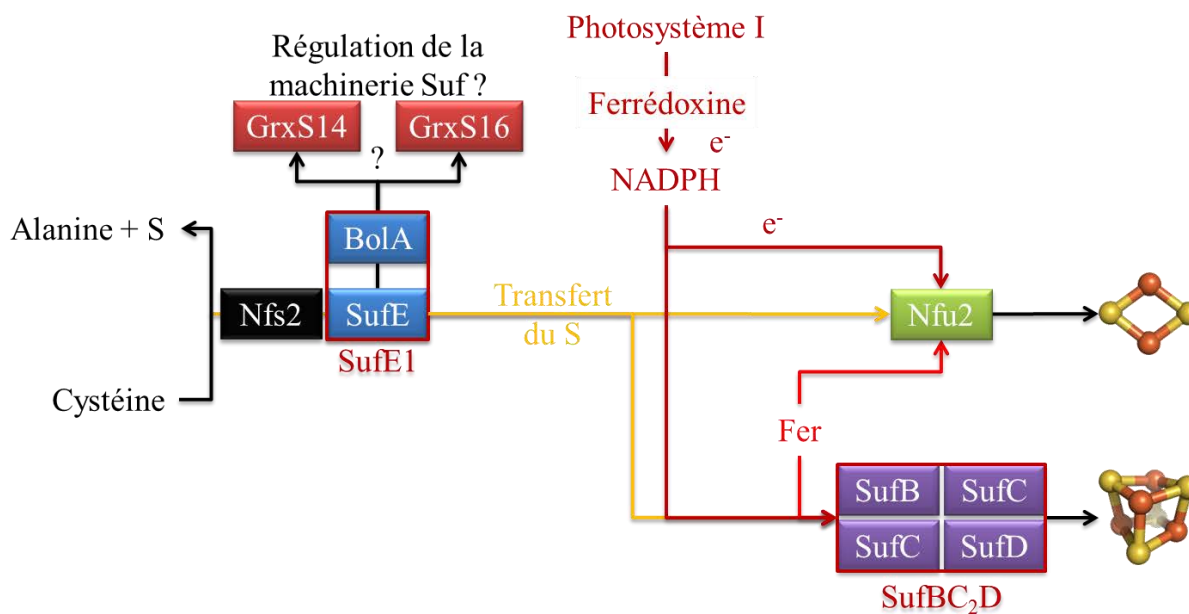 Régulation de la
machinerie Suf ?
GrxS14
GrxS16
?
Photosystème I
Ferrédoxine
e-
NADPH
e-
Alanine + S
BolA
Nfs2
SufE
SufE1
Cystéine
Transfert
du S
Nfu2
Fer
SufB
SufC
SufC
SufD
SufBC₂D